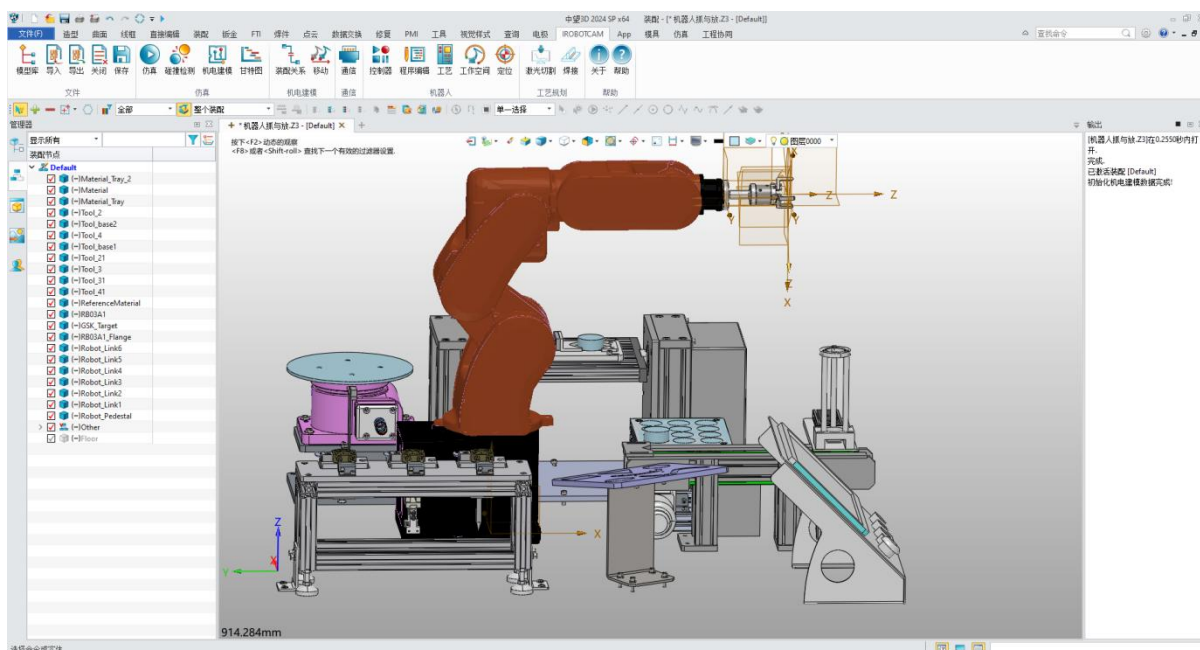 中望3D 2024 SP x64 装配 - [* 机器人抓与放.Z3 - [Default]]
文件(F) 造型 曲面 线框 直接编辑 装配 钣金 FTI 焊件 点云 数据交换 修复 PMI 工具 视觉样式 查询 电极 IROBOTCAM App 模具 仿真 工程协同 查找命令
模型库 导入 导出 关闭 保存 仿真 碰撞检测 机电建模 甘特图 装配关系 移动 通信 控制器 程序编辑 工艺 工作空间 定位 激光切割 焊接 关于 帮助
文件 仿真 机电建模 通信 机器人 工艺规划 帮助
全部 整个装配 单一选择
管理器
* 机器人抓与放.Z3 - [Default]
输出
显示所有
装配节点
Default
(-)Material_Tray_2
(-)Material
(-)Material_Tray
(-)Tool_2
(-)Tool_base2
(-)Tool_4
(-)Tool_base1
(-)Tool_21
(-)Tool_3
(-)Tool_31
(-)Tool_41
(-)ReferenceMaterial
(-)RB03A1
(-)GSK_Target
(-)RB03A1_Flange
(-)Robot_Link6
(-)Robot_Link5
(-)Robot_Link4
(-)Robot_Link3
(-)Robot_Link2
(-)Robot_Link1
(-)Robot_Pedestal
(-)Other
(-)Floor
按下<F2>动态的观察
<F8>或者<Shift-roll> 查找下一个有效的过滤器设置.
图层0000
X
Z Z
Y Y
Z
X
Z
X
Y
X
914.284mm
[机器人抓与放.Z3]在0.2550秒内打
开.
完成.
已激活装配 [Default]
初始化机电建模数据完成!